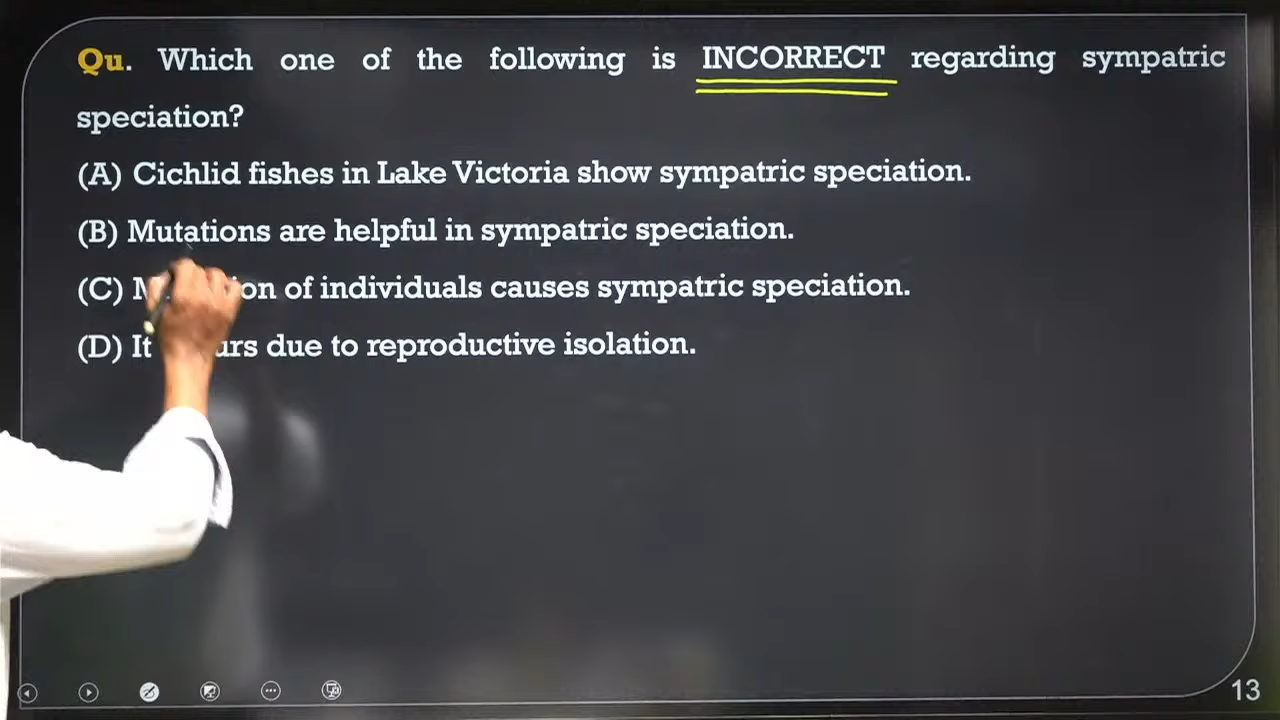 Qu. Which one of the following is INCORRECT regarding sympatric
speciation?
(A) Cichlid fishes in Lake Victoria show sympatric speciation.
(B) Mutations are helpful in sympatric speciation.
(C) of individuals causes sympatric speciation.
(D) It due to reproductive isolation.
13